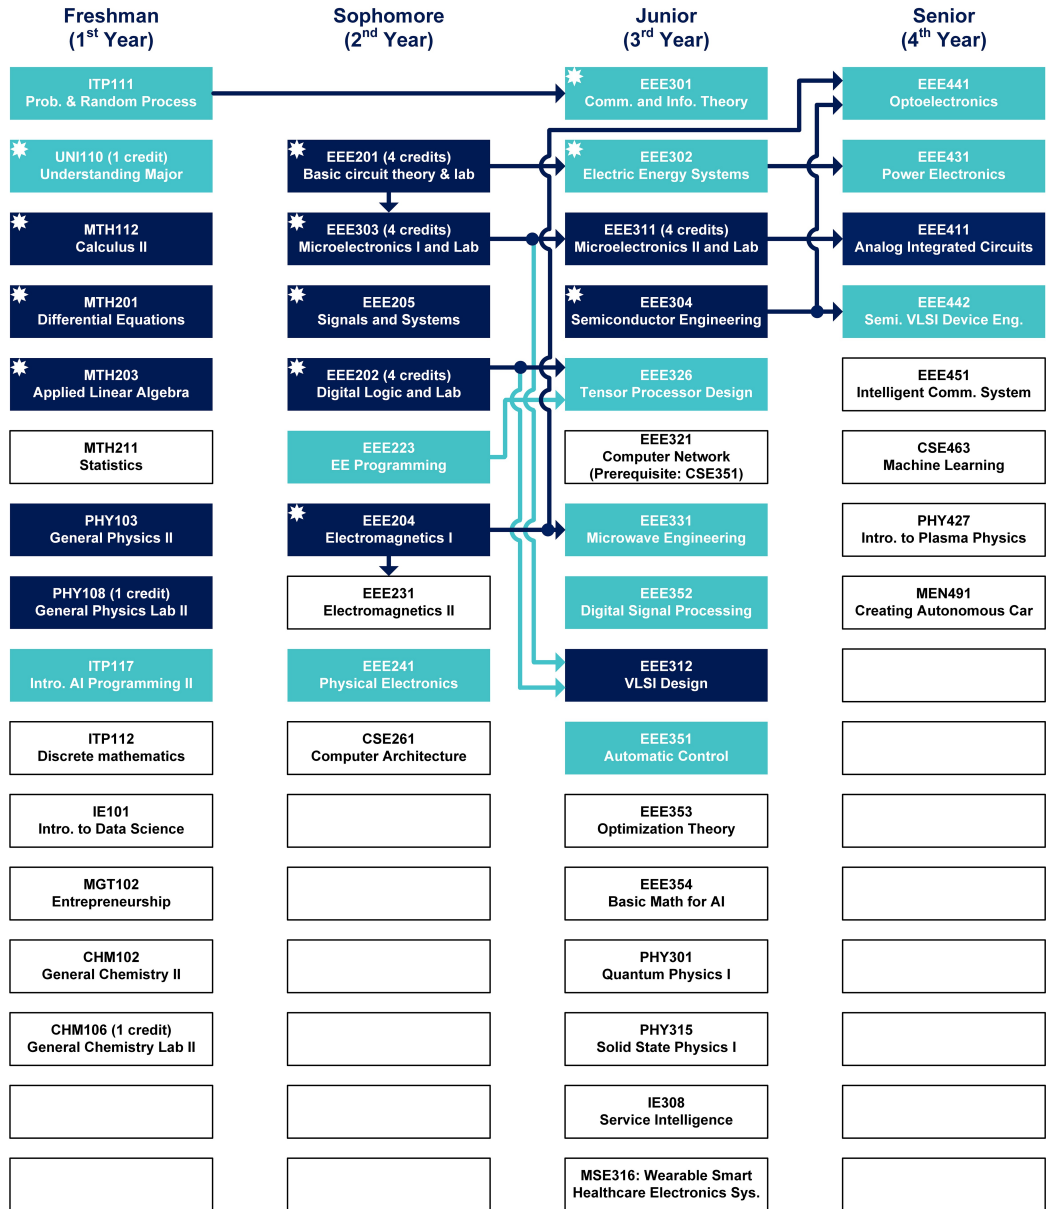 Freshman
(1st Year)
Sophomore
(2nd Year)
Junior
(3rd Year)
Senior
(4th Year)
ITP111
Prob. & Random Process
UNI110 (1 credit)
Understanding Major
MTH112
Calculus II
MTH201
Differential Equations
MTH203
Applied Linear Algebra
MTH211
Statistics
PHY103
General Physics II
PHY108 (1 credit)
General Physics Lab II
ITP117
Intro. AI Programming II
ITP112
Discrete mathematics
IE101
Intro. to Data Science
MGT102
Entrepreneurship
CHM102
General Chemistry II
CHM106 (1 credit)
General Chemistry Lab II
EEE201 (4 credits)
Basic circuit theory & lab
EEE303 (4 credits)
Microelectronics I and Lab
EEE205
Signals and Systems
EEE202 (4 credits)
Digital Logic and Lab
EEE223
EE Programming
EEE204
Electromagnetics I
EEE231
Electromagnetics II
EEE241
Physical Electronics
CSE261
Computer Architecture
EEE301
Comm. and Info. Theory
EEE302
Electric Energy Systems
EEE311 (4 credits)
Microelectronics II and Lab
EEE304
Semiconductor Engineering
EEE326
Tensor Processor Design
EEE321
Computer Network
(Prerequisite: CSE351)
EEE331
Microwave Engineering
EEE352
Digital Signal Processing
EEE312
VLSI Design
EEE351
Automatic Control
EEE353
Optimization Theory
EEE354
Basic Math for AI
PHY301
Quantum Physics I
PHY315
Solid State Physics I
IE308
Service Intelligence
MSE316: Wearable Smart
Healthcare Electronics Sys.
EEE441
Optoelectronics
EEE431
Power Electronics
EEE411
Analog Integrated Circuits
EEE442
Semi. VLSI Device Eng.
EEE451
Intelligent Comm. System
CSE463
Machine Learning
PHY427
Intro. to Plasma Physics
MEN491
Creating Autonomous Car